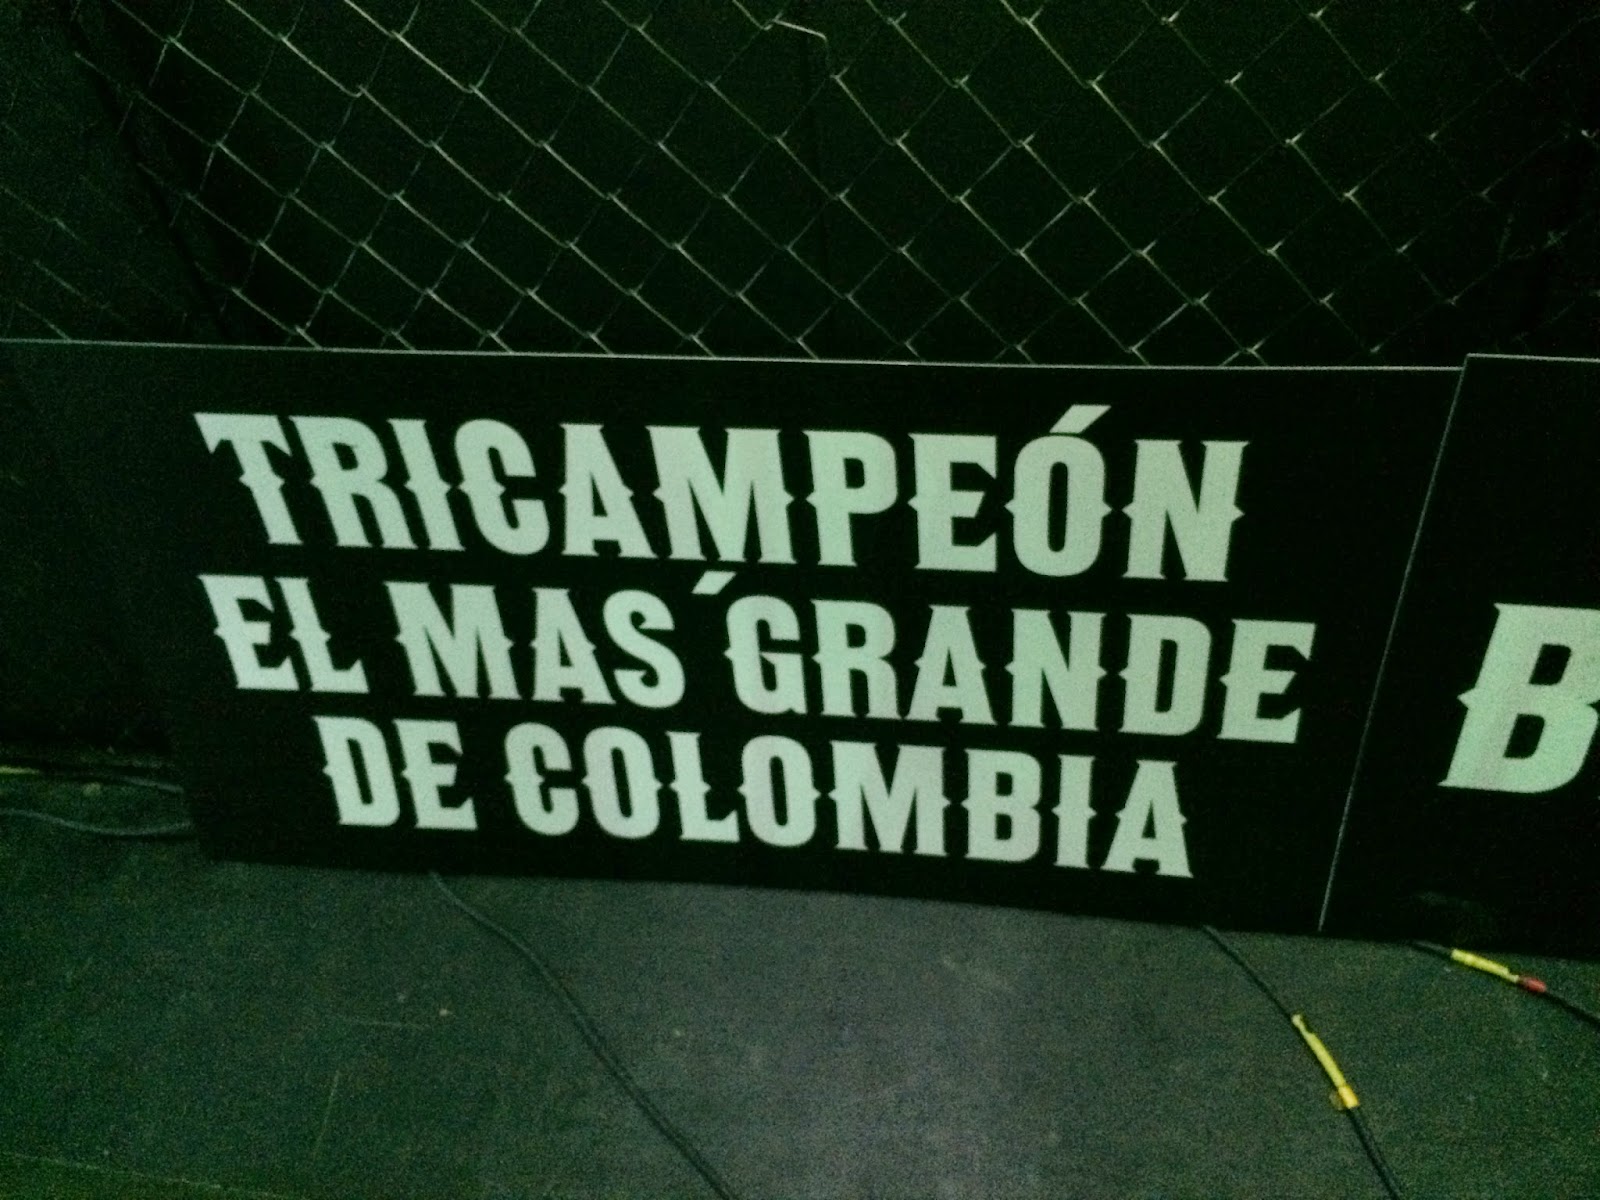 TRICAMPEÓN
EL MAS´GRANDE
DE COLOMBIA
B